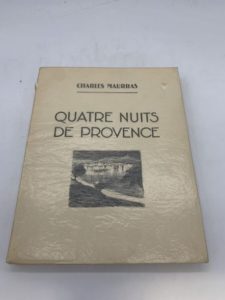 CHARLES MAURRAS
QUATRE NUITS
DE PROVENCE